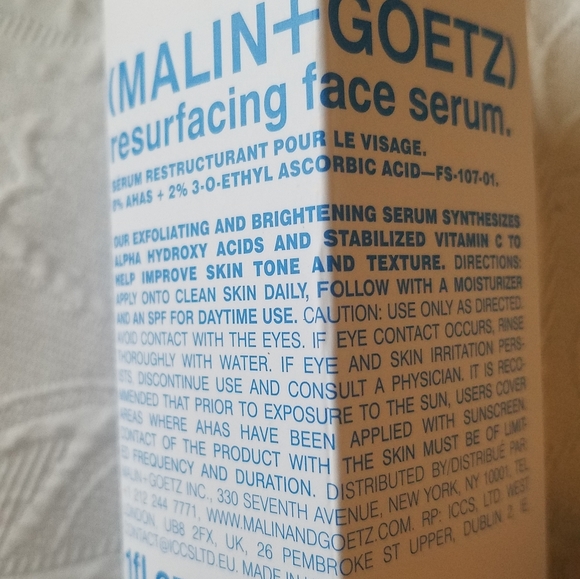 (MALIN+GOETZ)
resurfacing face serum.
SÉRUM RESTRUCTURANT POUR LE VISAGE.
% AHAS + 2% 3-O-ETHYL ASCORBIC ACID—FS-107-01.
OUR EXFOLIATING AND BRIGHTENING SERUM SYNTHESIZES
ALPHA HYDROXY ACIDS AND STABILIZED VITAMIN C TO
HELP IMPROVE SKIN TONE AND TEXTURE. DIRECTIONS:
APPLY ONTO CLEAN SKIN DAILY, FOLLOW WITH A MOISTURIZER
AND AN SPF FOR DAYTIME USE. CAUTION: USE ONLY AS DIRECTED.
AVOID CONTACT WITH THE EYES. IF EYE CONTACT OCCURS, RINSE
THOROUGHLY WITH WATER. IF EYE AND SKIN IRRITATION PERS-
ISTS, DISCONTINUE USE AND CONSULT A PHYSICIAN. IT IS RECO-
MMENDED THAT PRIOR TO EXPOSURE TO THE SUN, USERS COVER
AREAS WHERE AHAS HAVE BEEN APPLIED WITH SUNSCREEN.
CONTACT OF THE PRODUCT WITH THE SKIN MUST BE OF LIMIT-
ED FREQUENCY AND DURATION. DISTRIBUTED BY/DISTRIBUÉ PAR
MALIN+GOETZ INC., 330 SEVENTH AVENUE, NEW YORK, NY 10001, TEL
212 244 7771, WWW.MALINANDGOETZ.COM. RP: ICCS, LTD. WEST
LONDON, UB8 2FX, UK, 26 PEMBROKE ST UPPER, DUBLIN 2, IE,
CONTACT@ICCSLTD.EU. MADE IN
1fl